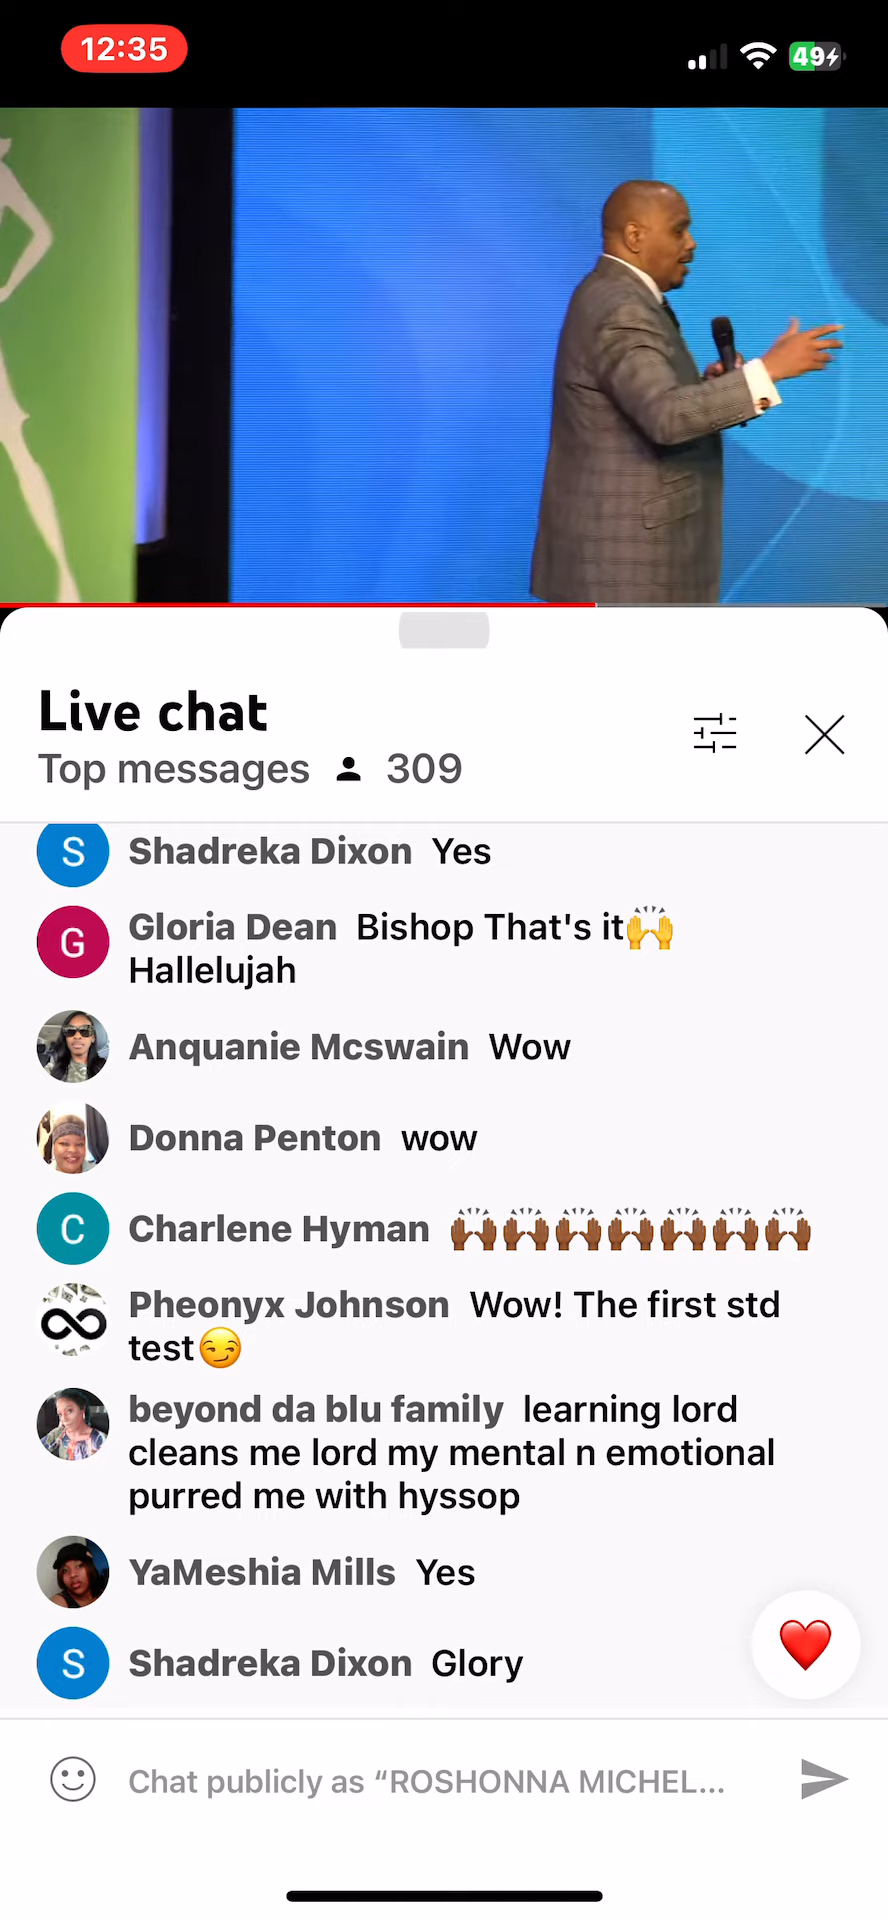 12:35
49
Live chat
Top messages 309
S Shadreka Dixon Yes
G Gloria Dean Bishop That's it🙌
Hallelujah
Anquanie Mcswain Wow
Donna Penton wow
C Charlene Hyman 🙌🏾🙌🏾🙌🏾🙌🏾🙌🏾🙌🏾🙌🏾
Pheonyx Johnson Wow! The first std
test😏
beyond da blu family learning lord
cleans me lord my mental n emotional
purred me with hyssop
YaMeshia Mills Yes
S Shadreka Dixon Glory
Chat publicly as “ROSHONNA MICHEL...